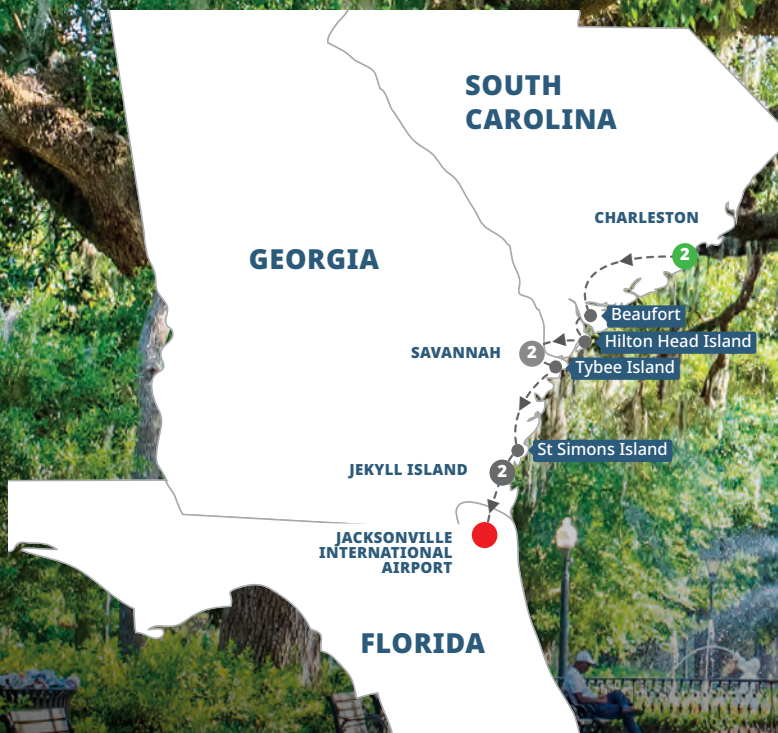 SOUTH
CAROLINA
CHARLESTON
2
GEORGIA
Beaufort
Hilton Head Island
SAVANNAH
2
Tybee Island
St Simons Island
JEKYLL ISLAND
2
JACKSONVILLE
INTERNATIONAL
AIRPORT
FLORIDA